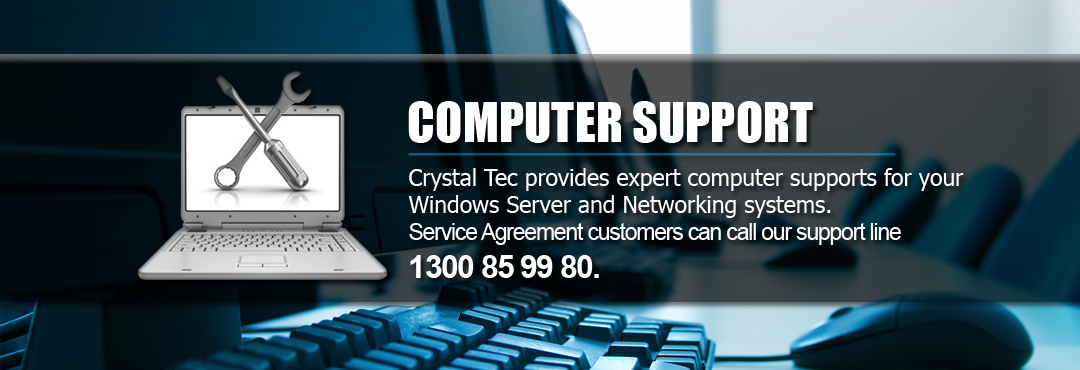 COMPUTER SUPPORT
Crystal Tec provides expert computer supports for your
Windows Server and Networking systems.
Service Agreement customers can call our support line
1300 85 99 80.